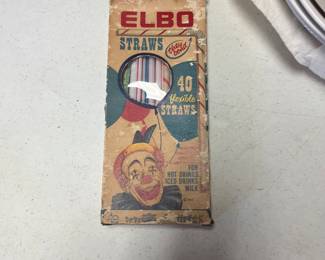 ELBO
STRAWS
40
flexible
STRAWS
FOR
HOT DRINKS
ICED DRINKS
MILK